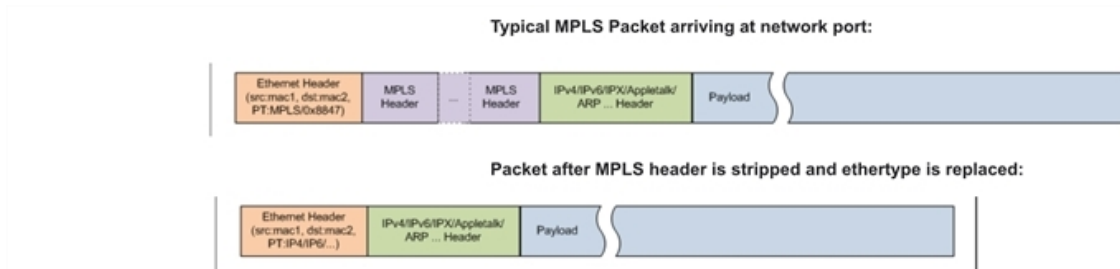 Typical MPLS Packet arriving at network port:
Ethernet Header
(src:mac1, dst:mac2,
PT:MPLS/0x8847)
MPLS
Header
...
MPLS
Header
IPv4/IPv6/IPX/Appletalk/
ARP ... Header
Payload
Packet after MPLS header is stripped and ethertype is replaced:
Ethernet Header
(src:mac1, dst:mac2,
PT:IP4/IP6/...)
IPv4/IPv6/IPX/Appletalk/
ARP ... Header
Payload